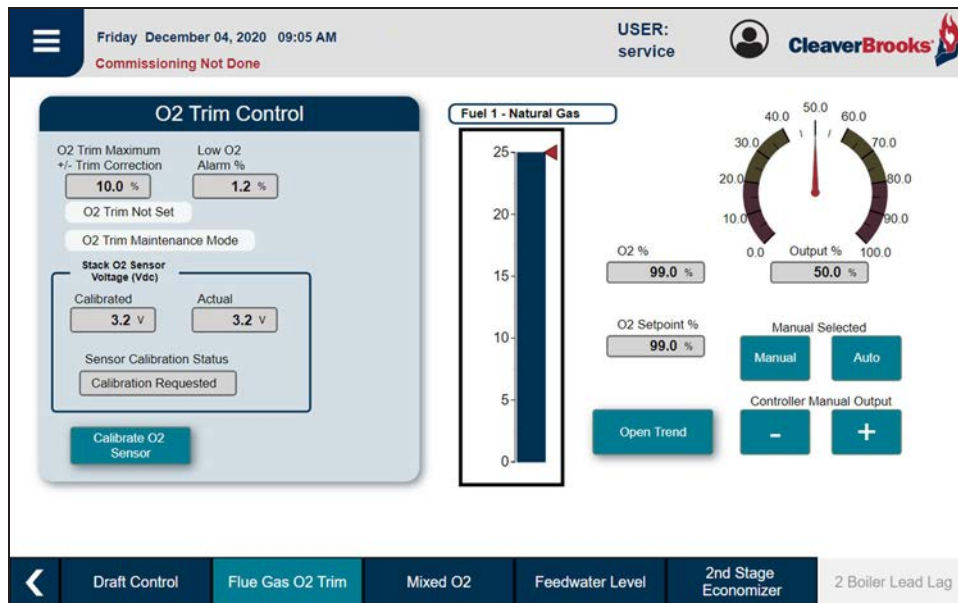 Friday December 04, 2020 09:05 AM
Commissioning Not Done
USER:
service
CleaverBrooks
O2 Trim Control
O2 Trim Maximum
+/- Trim Correction
Low O2
Alarm %
10.0 %
1.2 %
O2 Trim Not Set
O2 Trim Maintenance Mode
Stack O2 Sensor
Voltage (Vdc)
Calibrated
Actual
3.2 V
3.2 V
Sensor Calibration Status
Calibration Requested
Calibrate O2
Sensor
Fuel 1 - Natural Gas
25
20
15
10
5
0
0.0
10.0
20.0
30.0
40.0
50.0
60.0
70.0
80.0
90.0
100.0
Output %
50.0 %
O2 %
99.0 %
O2 Setpoint %
99.0 %
Manual Selected
Manual
Auto
Controller Manual Output
-
+
Open Trend
Draft Control
Flue Gas O2 Trim
Mixed O2
Feedwater Level
2nd Stage
Economizer
2 Boiler Lead Lag